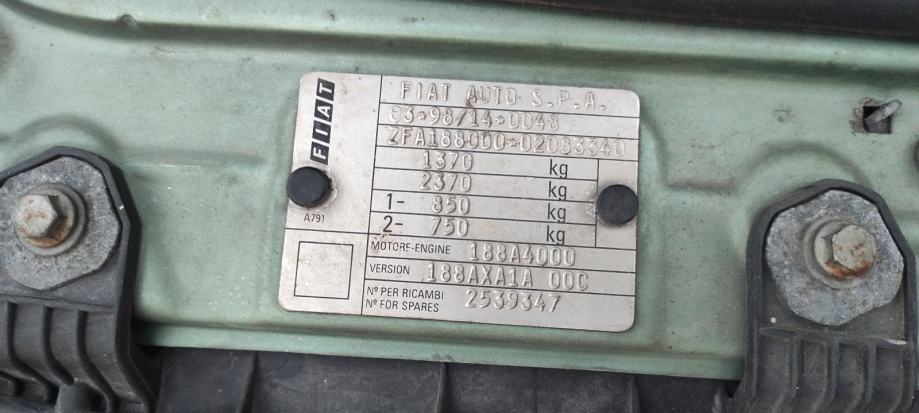 FIAT
FIAT AUTO S.P.A.
e3*98/14*0048
ZFA188000*02083340
1370 kg
2370 kg
1- 850 kg
2- 750 kg
A791
MOTORE-ENGINE 188A4000
VERSION 188AXA1A 00C
Nº PER RICAMBI
Nº FOR SPARES 2539347